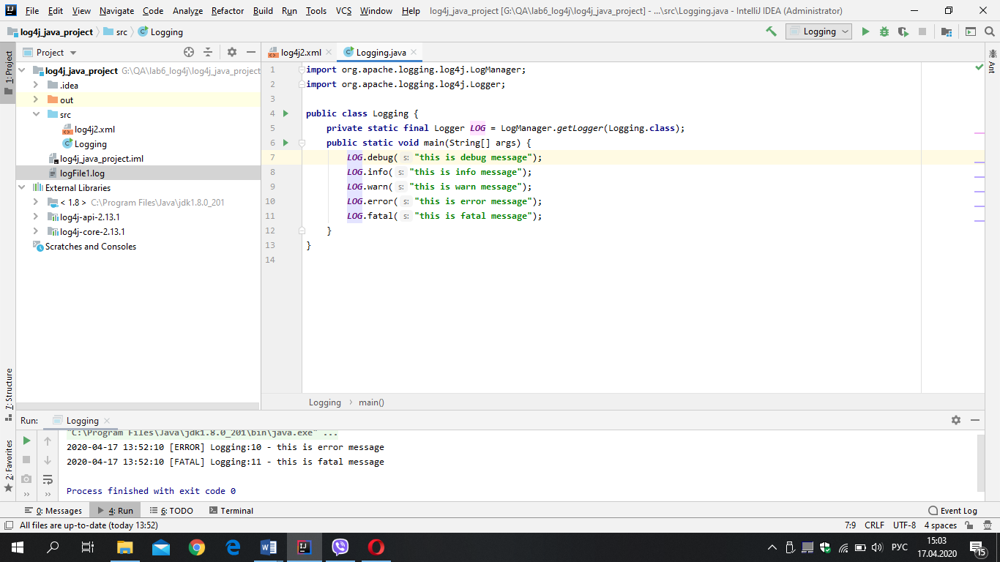 File Edit View Navigate Code Analyze Refactor Build Run Tools VCS Window Help log4j_java_project [G:\QA\lab6_log4j\log4j_java_project] - ...\src\Logging.java - IntelliJ IDEA (Administrator)
log4j_java_project src Logging Logging
1: Project
Project
log4j2.xml Logging.java
Ant
log4j_java_project G:\QA\lab6_log4j\log4j_java_project
.idea
out
src
log4j2.xml
Logging
log4j_java_project.iml
logFile1.log
External Libraries
< 1.8 > C:\Program Files\Java\jdk1.8.0_201
log4j-api-2.13.1
log4j-core-2.13.1
Scratches and Consoles
1 import org.apache.logging.log4j.LogManager;
2 import org.apache.logging.log4j.Logger;
3
4 public class Logging {
5 private static final Logger LOG = LogManager.getLogger(Logging.class);
6 public static void main(String[] args) {
7 LOG.debug( s: "this is debug message");
8 LOG.info( s: "this is info message");
9 LOG.warn( s: "this is warn message");
10 LOG.error( s: "this is error message");
11 LOG.fatal( s: "this is fatal message");
12 }
13 }
14
Logging main()
7: Structure
2: Favorites
Run: Logging
"C:\Program Files\Java\jdk1.8.0_201\bin\java.exe" ...
2020-04-17 13:52:10 [ERROR] Logging:10 - this is error message
2020-04-17 13:52:10 [FATAL] Logging:11 - this is fatal message
Process finished with exit code 0
0: Messages 4: Run 6: TODO Terminal Event Log
All files are up-to-date (today 13:52) 7:9 CRLF UTF-8 4 spaces
РУС
15:03
17.04.2020
15